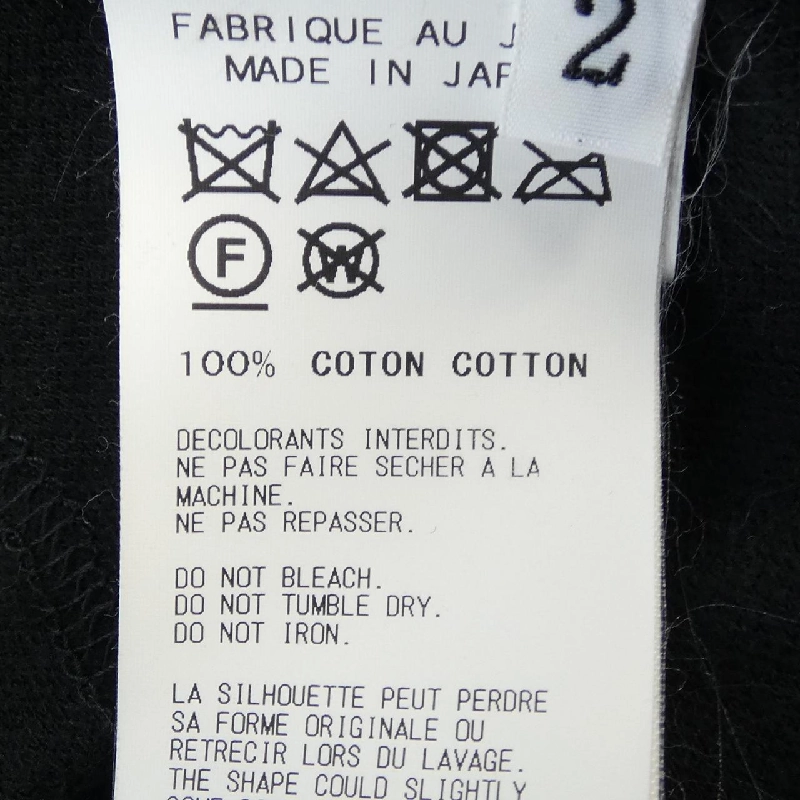 FABRIQUE AU
MADE IN
2
F
W
100% COTON COTTON
DECOLORANTS INTERDITS.
NE PAS FAIRE SECHER A LA
MACHINE.
NE PAS REPASSER.
DO NOT BLEACH.
DO NOT TUMBLE DRY.
DO NOT IRON.
LA SILHOUETTE PEUT PERDRE
SA FORME ORIGINALE OU
RETRECIR LORS DU LAVAGE.
THE SHAPE COULD SLIGHTLY